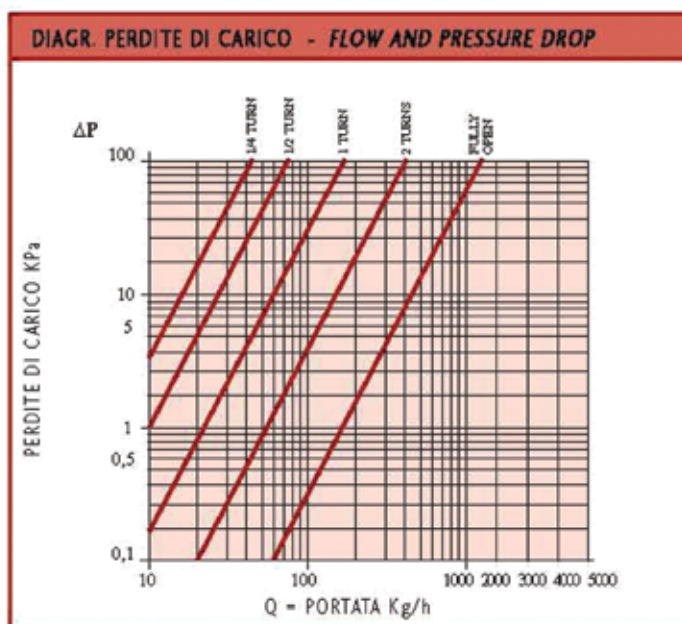 DIAGR. PERDITE DI CARICO - FLOW AND PRESSURE DROP
ΔP
1/4 TURN
1/2 TURN
1 TURN
2 TURNS
FULLY
OPEN
100
10
5
1
0,5
0,1
PERDITE DI CARICO KPa
10 100 1000 2000 3000 4000 5000
Q = PORTATA Kg/h